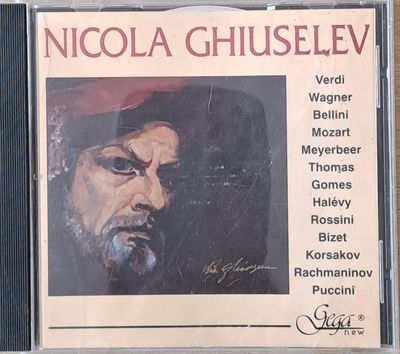 NICOLA GHIUSELEV
Verdi
Wagner
Bellini
Mozart
Meyerbeer
Thomas
Gomes
Halévy
Rossini
Bizet
Korsakov
Rachmaninov
Puccini
Gega ®
new